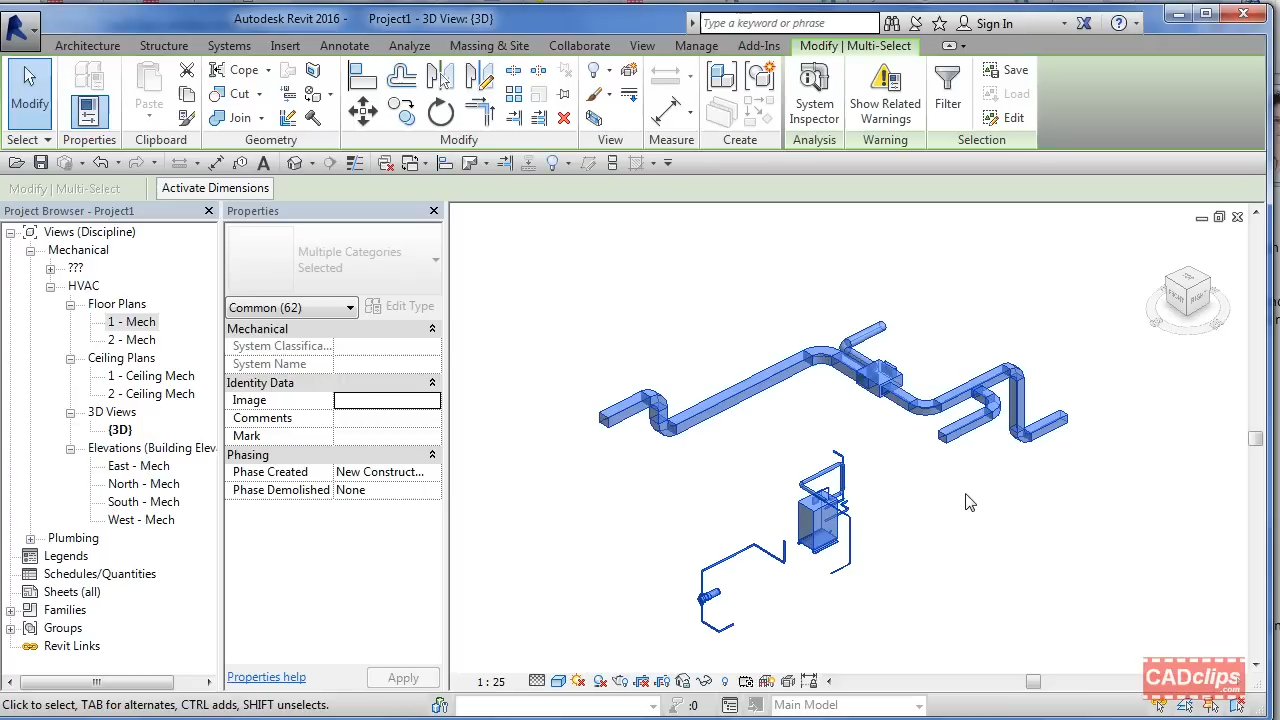 Autodesk Revit 2016 - Project1 - 3D View: {3D}
Type a keyword or phrase
Sign In
Architecture Structure Systems Insert Annotate Analyze Massing & Site Collaborate View Manage Add-Ins Modify | Multi-Select
Modify
Paste
Cope
Cut
Join
System Inspector
Show Related Warnings
Filter
Save
Load
Edit
Select Properties Clipboard Geometry Modify View Measure Create Analysis Warning Selection
Modify | Multi-Select
Activate Dimensions
Project Browser - Project1
Views (Discipline)
Mechanical
???
HVAC
Floor Plans
1 - Mech
2 - Mech
Ceiling Plans
1 - Ceiling Mech
2 - Ceiling Mech
3D Views
{3D}
Elevations (Building Elev
East - Mech
North - Mech
South - Mech
West - Mech
Plumbing
Legends
Schedules/Quantities
Sheets (all)
Families
Groups
Revit Links
Properties
Multiple Categories
Selected
Common (62)
Edit Type
Mechanical
System Classifica...
System Name
Identity Data
Image
Comments
Mark
Phasing
Phase Created New Construct...
Phase Demolished None
Properties help
Apply
FRONT RIGHT
1 : 25
CADclips
.com
Click to select, TAB for alternates, CTRL adds, SHIFT unselects.
:0
Main Model